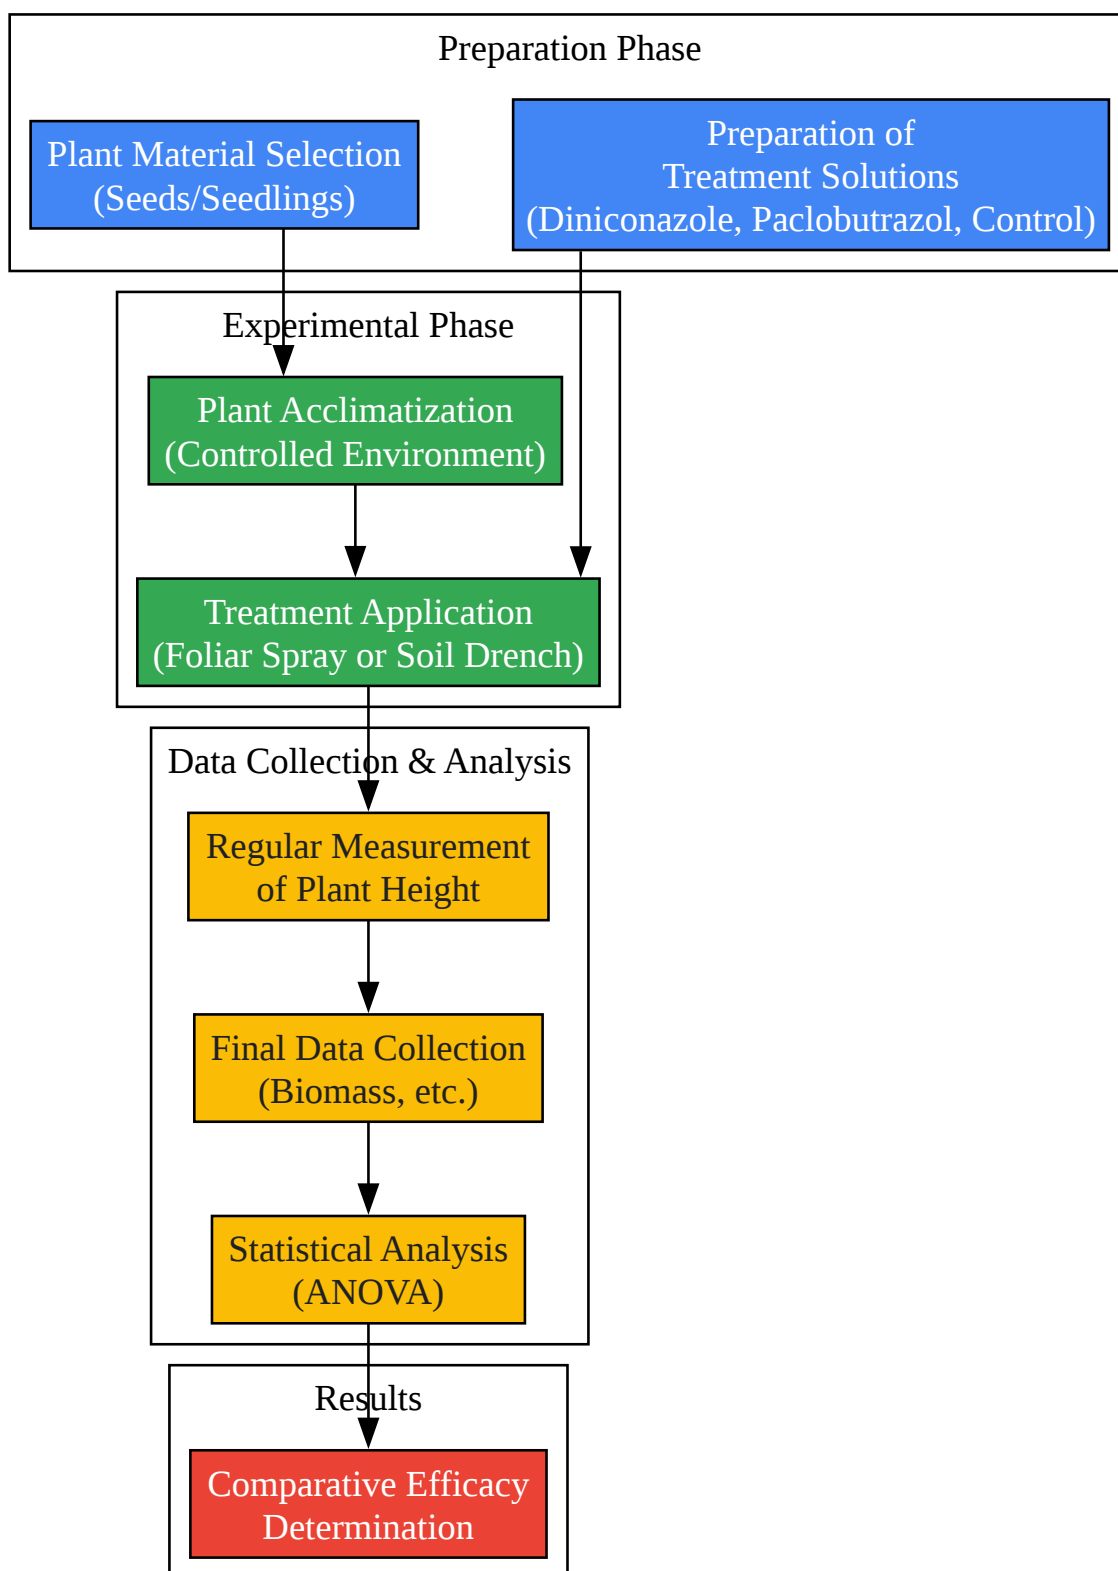 Preparation Phase
Plant Material Selection
(Seeds/Seedlings)
Preparation of
Treatment Solutions
(Diniconazole, Paclobutrazol, Control)
Experimental Phase
Plant Acclimatization
(Controlled Environment)
Treatment Application
(Foliar Spray or Soil Drench)
Data Collection & Analysis
Regular Measurement
of Plant Height
Final Data Collection
(Biomass, etc.)
Statistical Analysis
(ANOVA)
Results
Comparative Efficacy
Determination